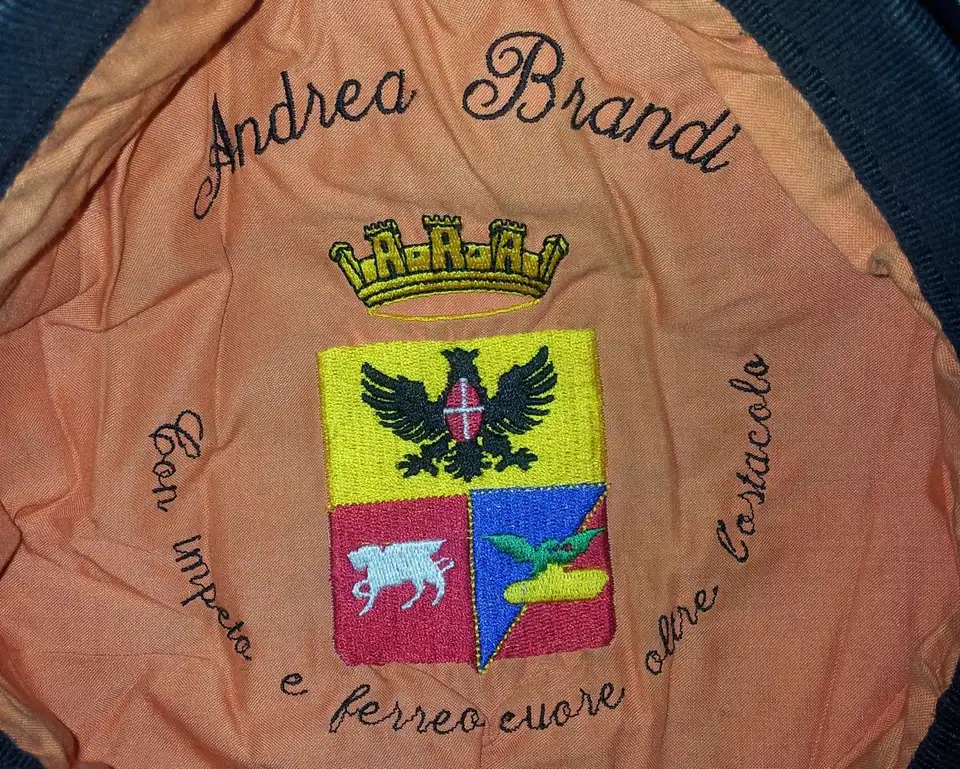 Andrea Brandi
Con impeto e ferreo cuore oltre l'ostacolo